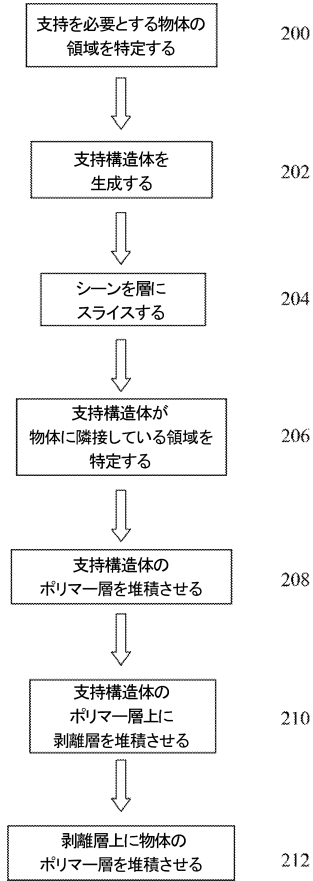 支持を必要とする物体の
領域を特定する
200
支持構造体を
生成する
202
シーンを層に
スライスする
204
支持構造体が
物体に隣接している領域を
特定する
206
支持構造体の
ポリマー層を堆積させる
208
支持構造体の
ポリマー層上に
剥離層を堆積させる
210
剥離層上に物体の
ポリマー層を堆積させる
212